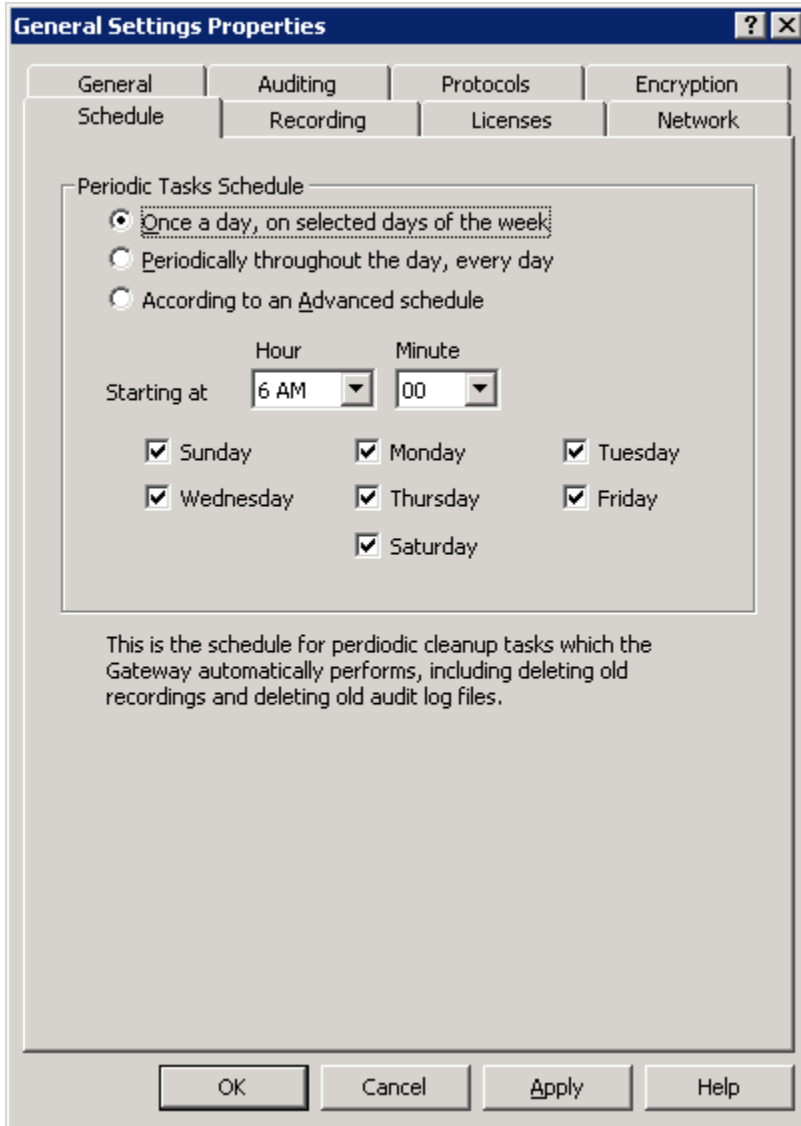 General Settings Properties
General Auditing Protocols Encryption
Schedule Recording Licenses Network
Periodic Tasks Schedule
Once a day, on selected days of the week
Periodically throughout the day, every day
According to an Advanced schedule
Hour Minute
Starting at 6 AM 00
Sunday Monday Tuesday
Wednesday Thursday Friday
Saturday
This is the schedule for perdiodic cleanup tasks which the
Gateway automatically performs, including deleting old
recordings and deleting old audit log files.
OK Cancel Apply Help